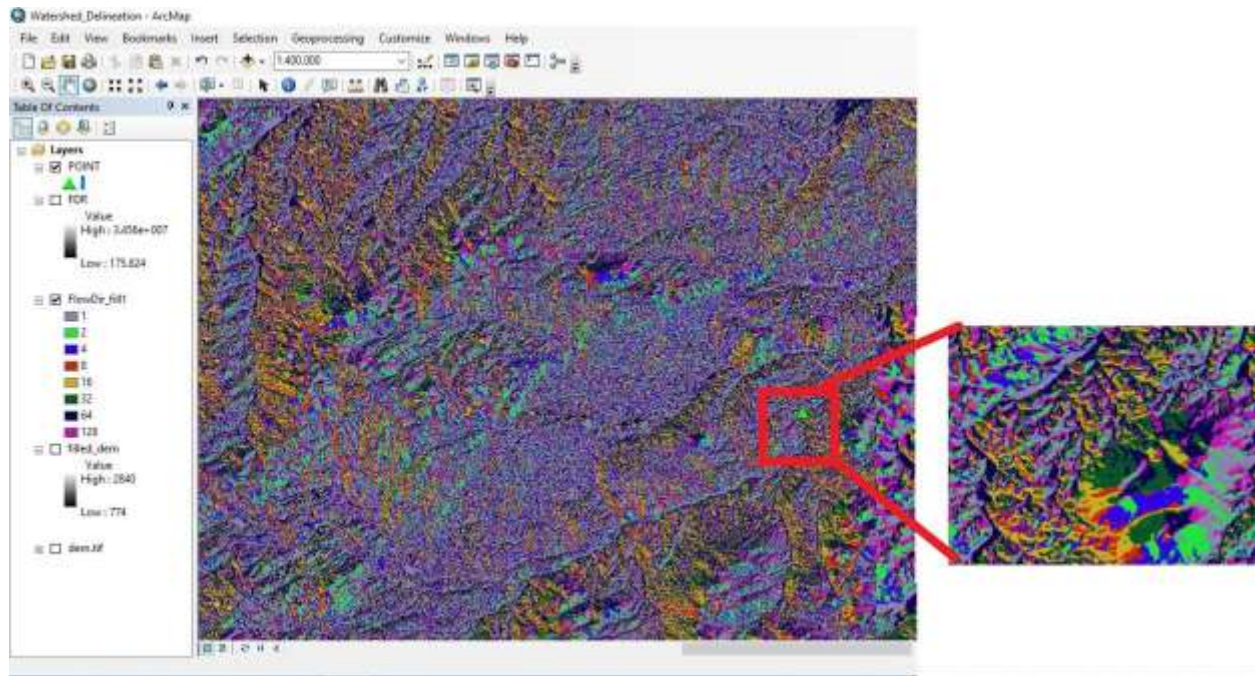 Watershed_Delineation - ArcMap
File Edit View Bookmarks Insert Selection Geoprocessing Customize Windows Help
1:400,000
Table Of Contents
Layers
POINT
FDR
Value
High : 3.456e+007
Low : 175.824
FlowDir_fill1
1
2
4
8
16
32
64
128
filled_dem
Value
High : 2840
Low : 774
dem.tif